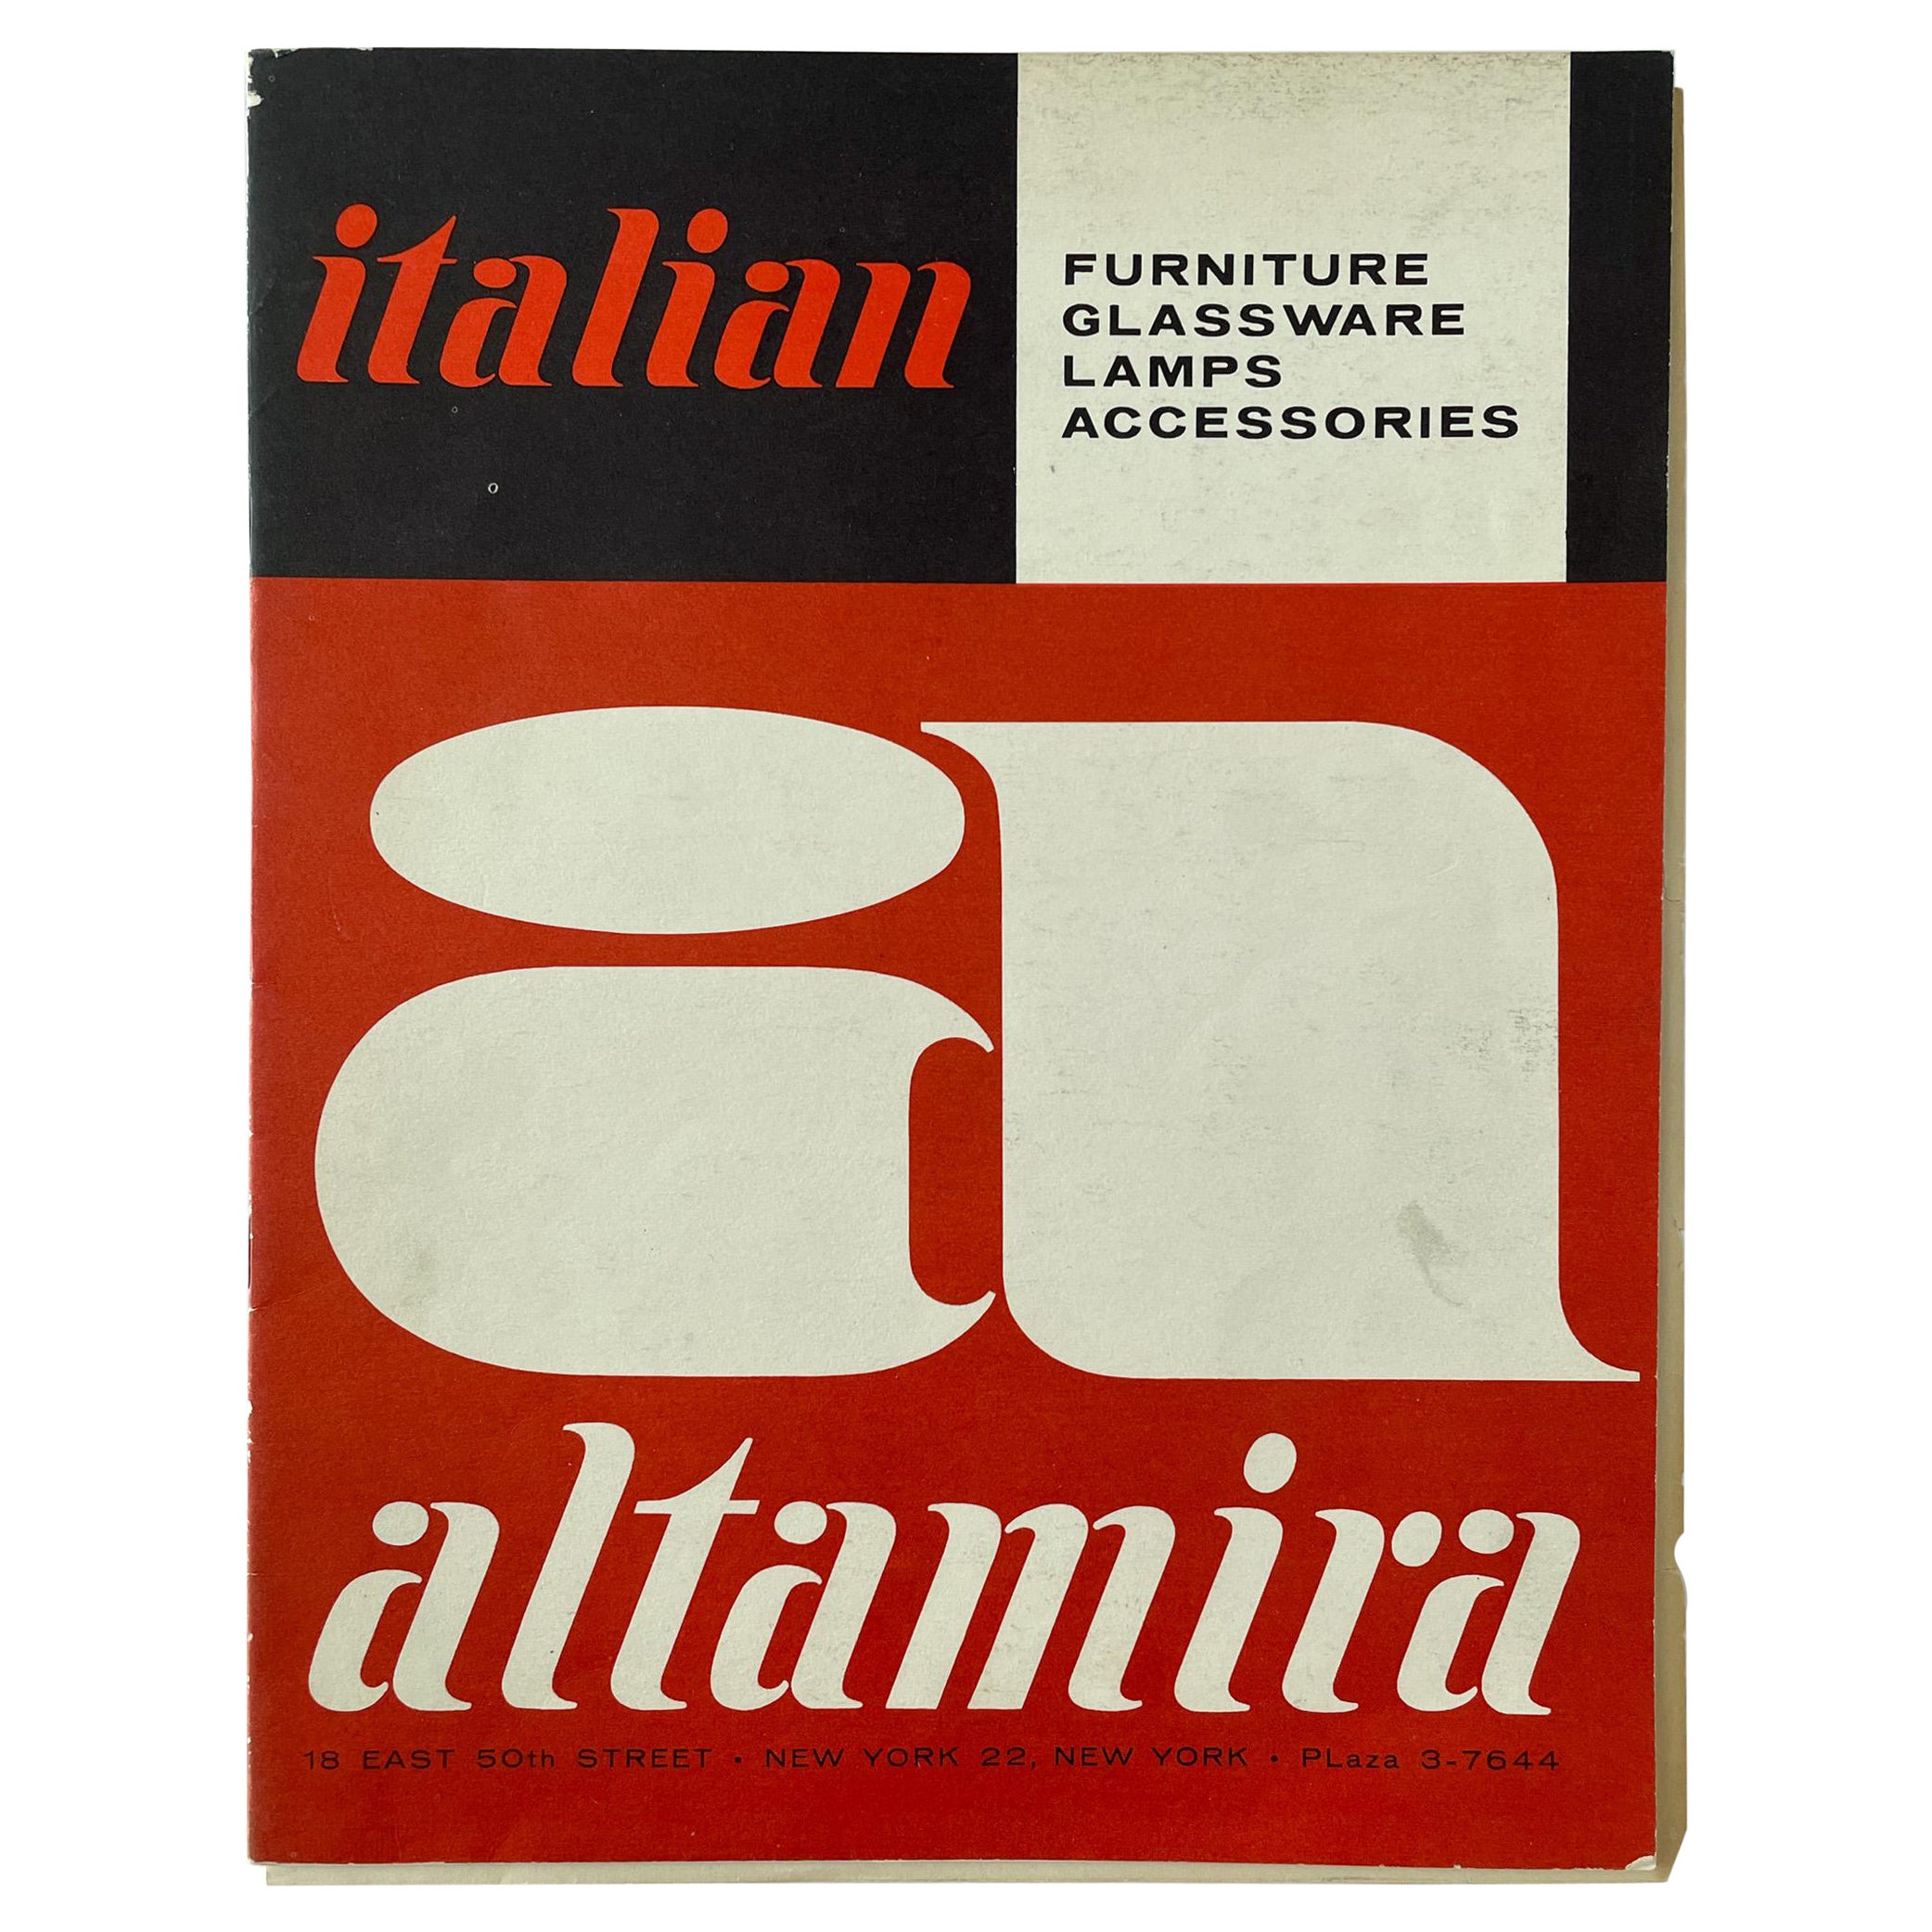 italian
FURNITURE
GLASSWARE
LAMPS
ACCESSORIES
a
altamira
18 EAST 50th STREET • NEW YORK 22, NEW YORK • PLaza 3-7644